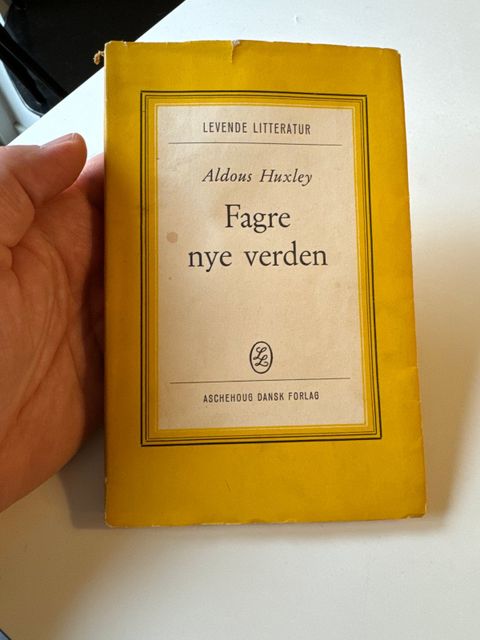 LEVENDE LITTERATUR
Aldous Huxley
Fagre
nye verden
LL
ASCHEHOUG DANSK FORLAG